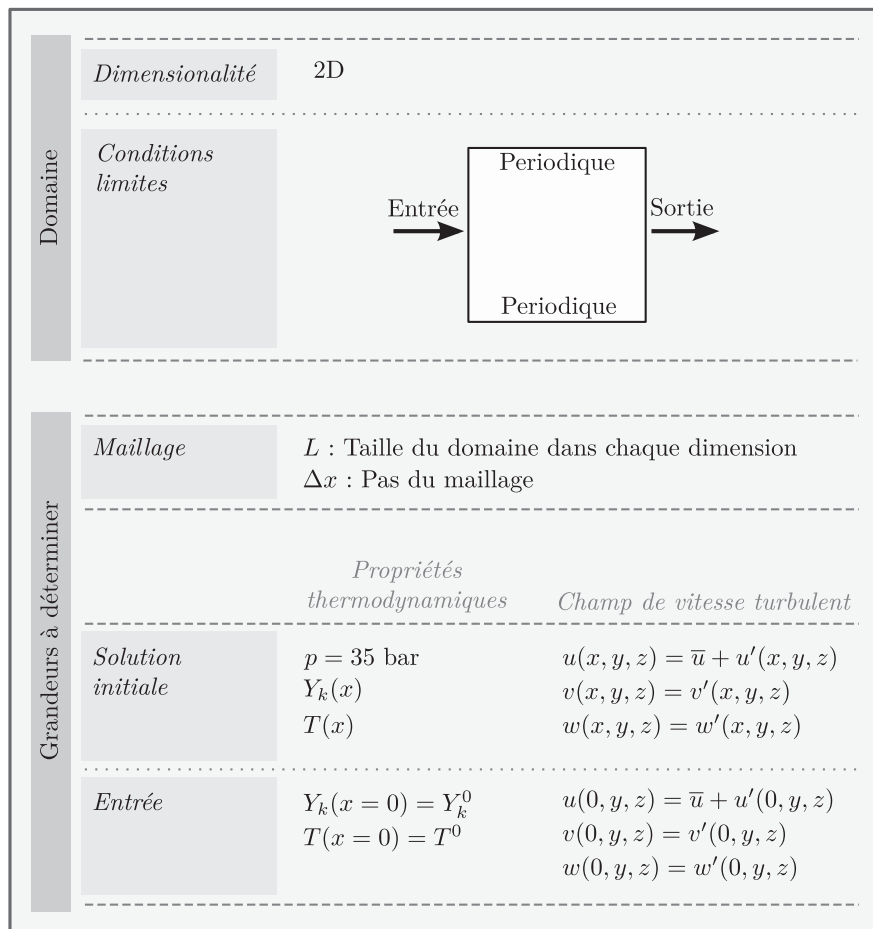 Domaine
Dimensionalité
2D
Conditions
limites
Periodique
Entrée
Sortie
Periodique
Grandeurs à déterminer
Maillage
L : Taille du domaine dans chaque dimension
Δx : Pas du maillage
Propriétés
thermodynamiques
Champ de vitesse turbulent
Solution
initiale
p = 35 bar
Y_k(x)
T(x)
u(x, y, z) = u̅ + u′(x, y, z)
v(x, y, z) = v′(x, y, z)
w(x, y, z) = w′(x, y, z)
Entrée
Y_k(x = 0) = Y_k^0
T(x = 0) = T^0
u(0, y, z) = u̅ + u′(0, y, z)
v(0, y, z) = v′(0, y, z)
w(0, y, z) = w′(0, y, z)